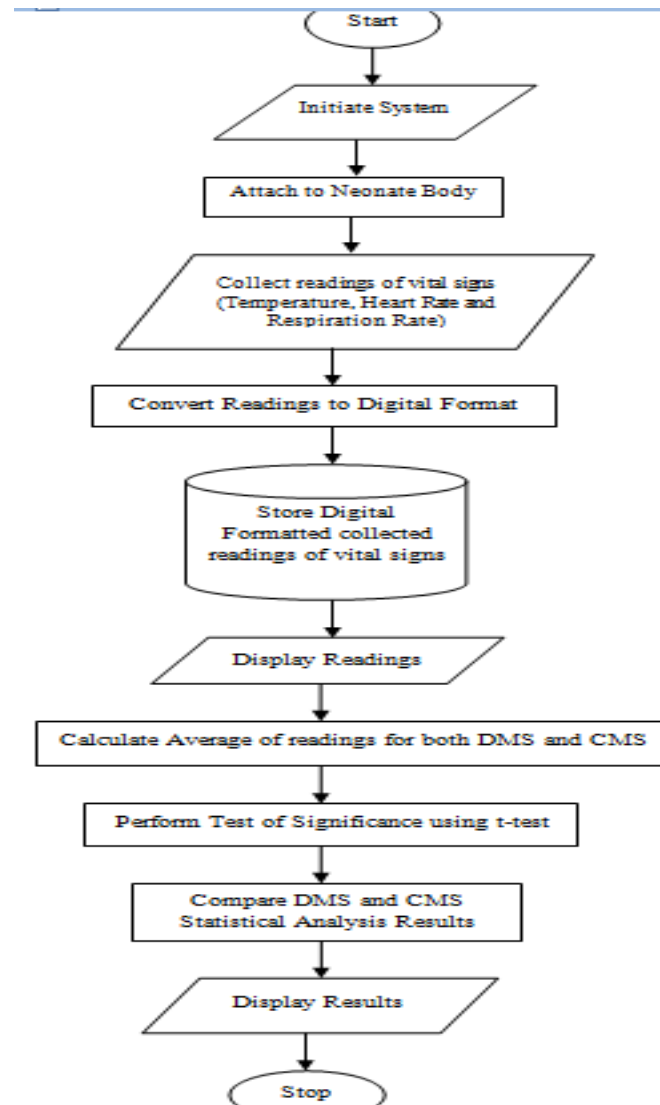 Start
Initiate System
Attach to Neonate Body
Collect readings of vital signs
(Temperature, Heart Rate and
Respiration Rate)
Convert Readings to Digital Format
Store Digital
Formatted collected
readings of vital signs
Display Readings
Calculate Average of readings for both DMS and CMS
Perform Test of Significance using t-test
Compare DMS and CMS
Statistical Analysis Results
Display Results
Stop